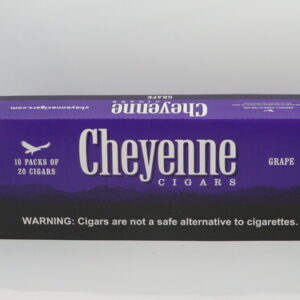 GRAPE
cheyennecigars.com
Cheyenne
CIGARS
10 PACKS OF
20 CIGARS
Cheyenne
CIGARS
GRAPE
WARNING: Cigars are not a safe alternative to cigarettes.